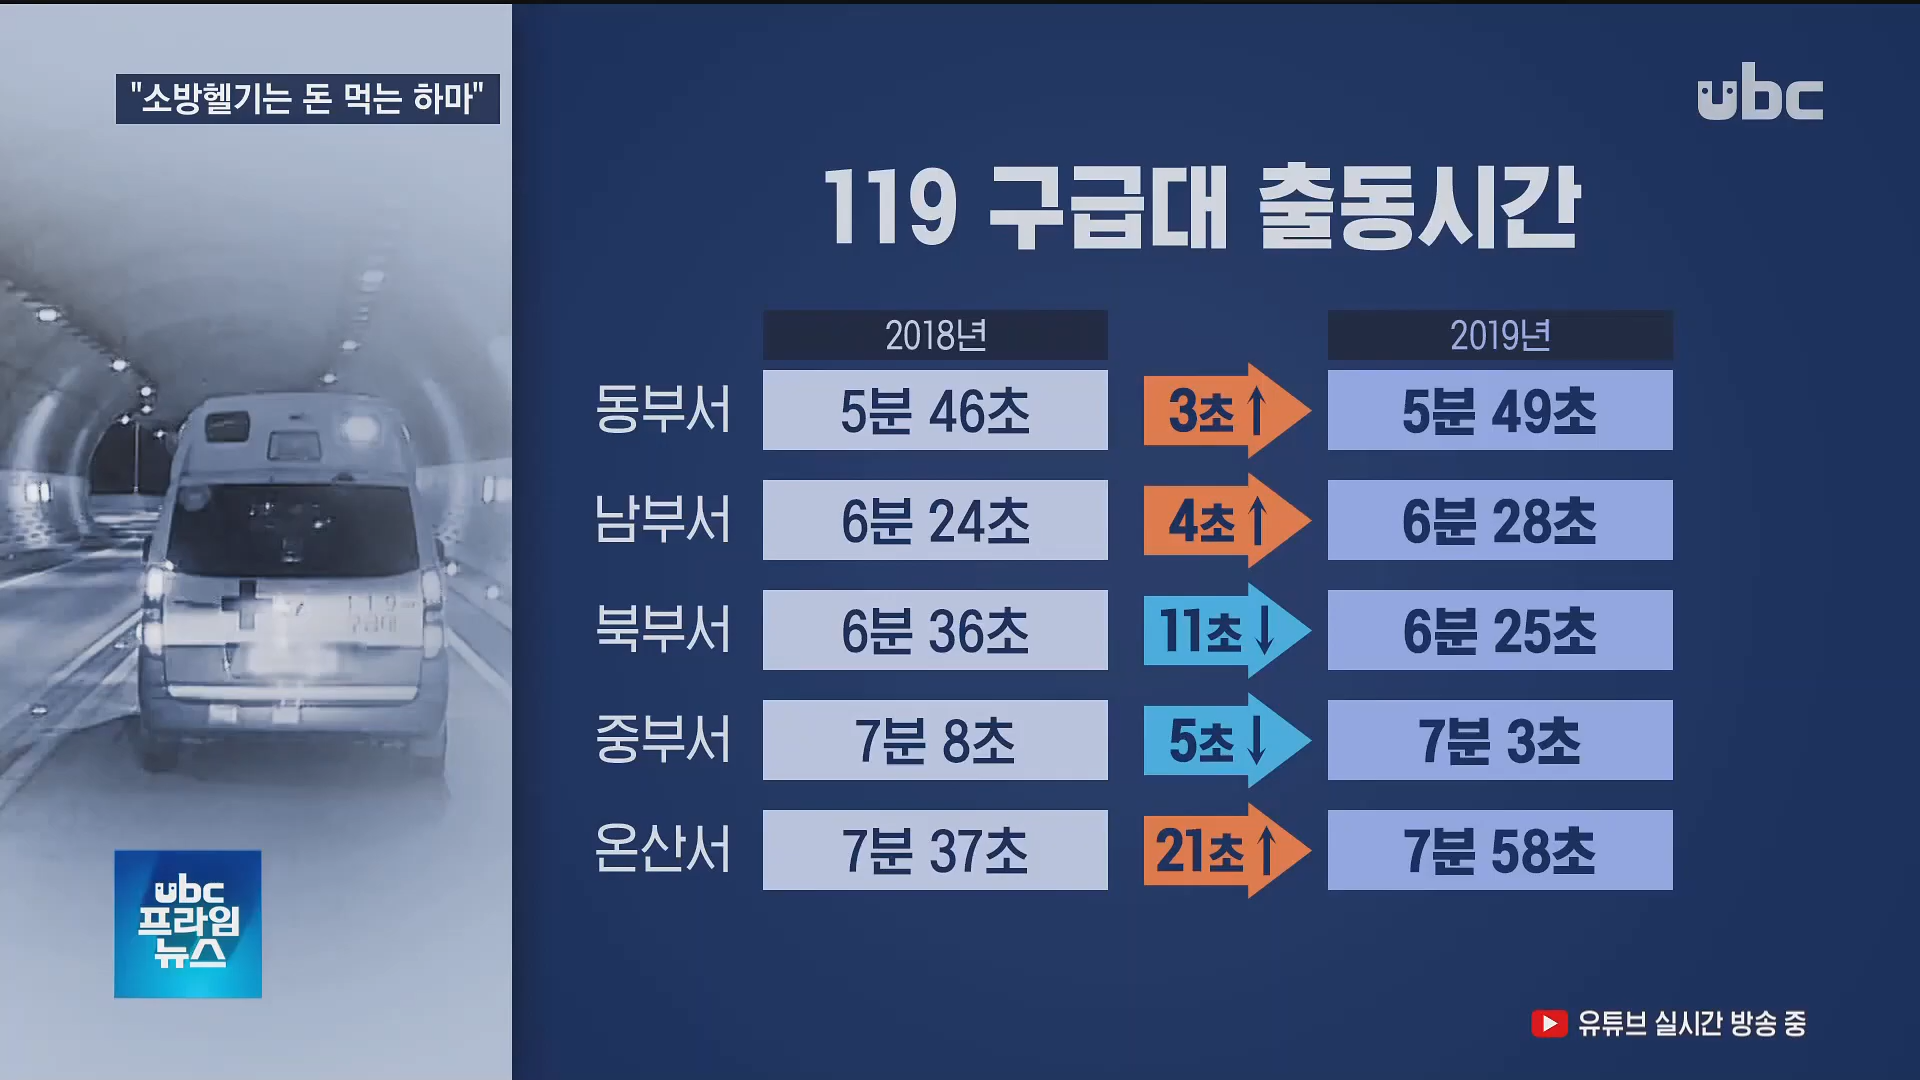 "소방헬기는 돈 먹는 하마"
ubc
119 구급대 출동시간
2018년 2019년
동부서 5분 46초 3초↑ 5분 49초
남부서 6분 24초 4초↑ 6분 28초
북부서 6분 36초 11초↓ 6분 25초
중부서 7분 8초 5초↓ 7분 3초
온산서 7분 37초 21초↑ 7분 58초
119
ubc
프라임
뉴스
유튜브 실시간 방송 중